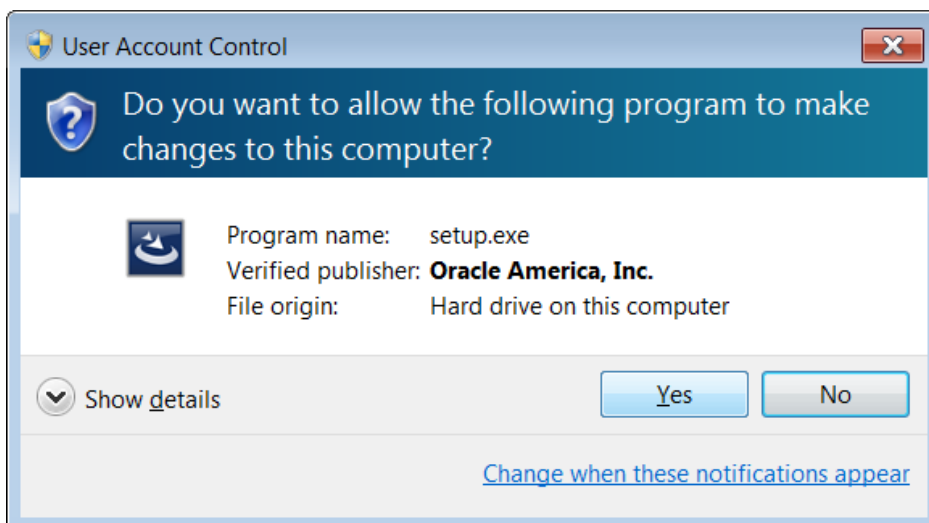 User Account Control
Do you want to allow the following program to make
changes to this computer?
Program name: setup.exe
Verified publisher: Oracle America, Inc.
File origin: Hard drive on this computer
Show details
Yes
No
Change when these notifications appear